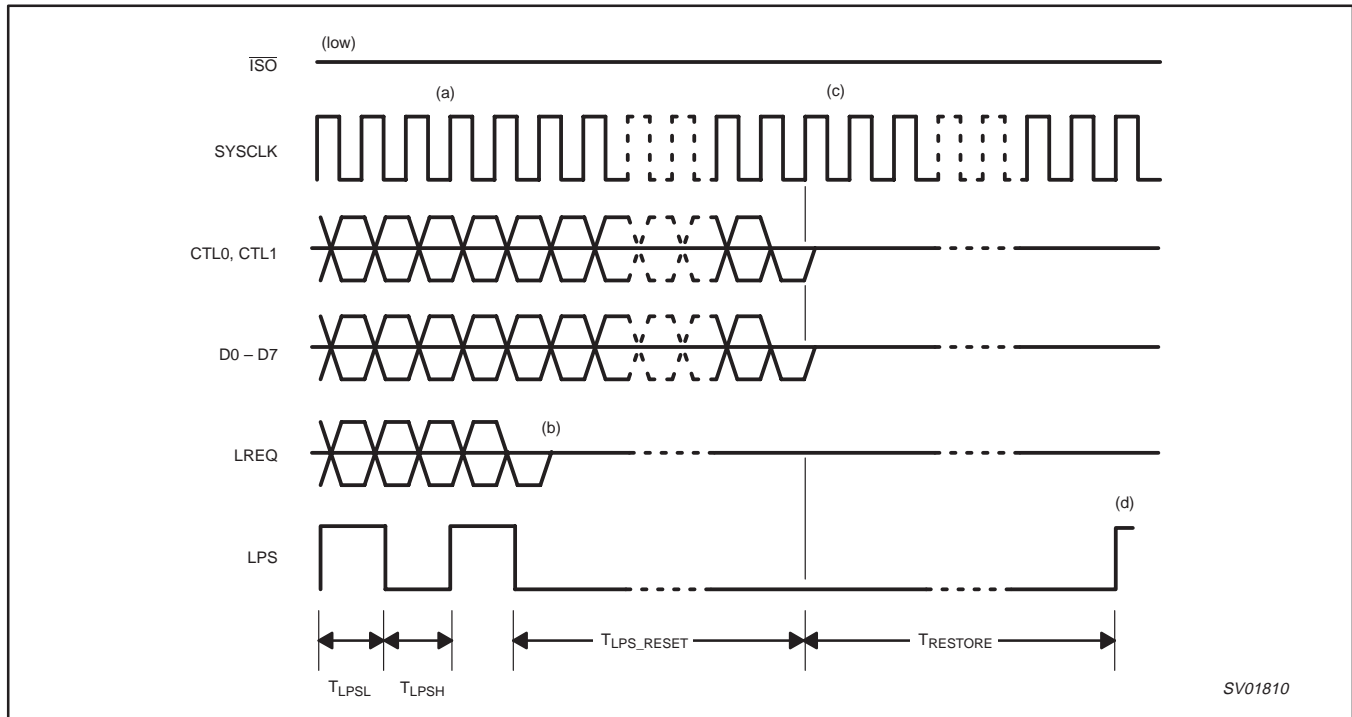 (low)
ISO
(a)
(c)
SYSCLK
CTL0, CTL1
D0 – D7
(b)
LREQ
(d)
LPS
TLPS_RESET
TRESTORE
TLPSL
TLPSH
SV01810